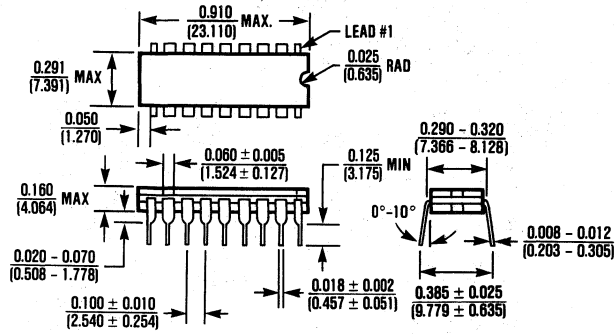 0.910 MAX.
(23.110)
LEAD #1
0.291 MAX
(7.391)
0.025 RAD
(0.635)
0.050
(1.270)
0.060 ± 0.005
(1.524 ± 0.127)
0.125 MIN
(3.175)
0.290 – 0.320
(7.366 – 8.128)
0.160 MAX
(4.064)
0°–10°
0.020 – 0.070
(0.508 – 1.778)
0.008 – 0.012
(0.203 – 0.305)
0.100 ± 0.010
(2.540 ± 0.254)
0.018 ± 0.002
(0.457 ± 0.051)
0.385 ± 0.025
(9.779 ± 0.635)